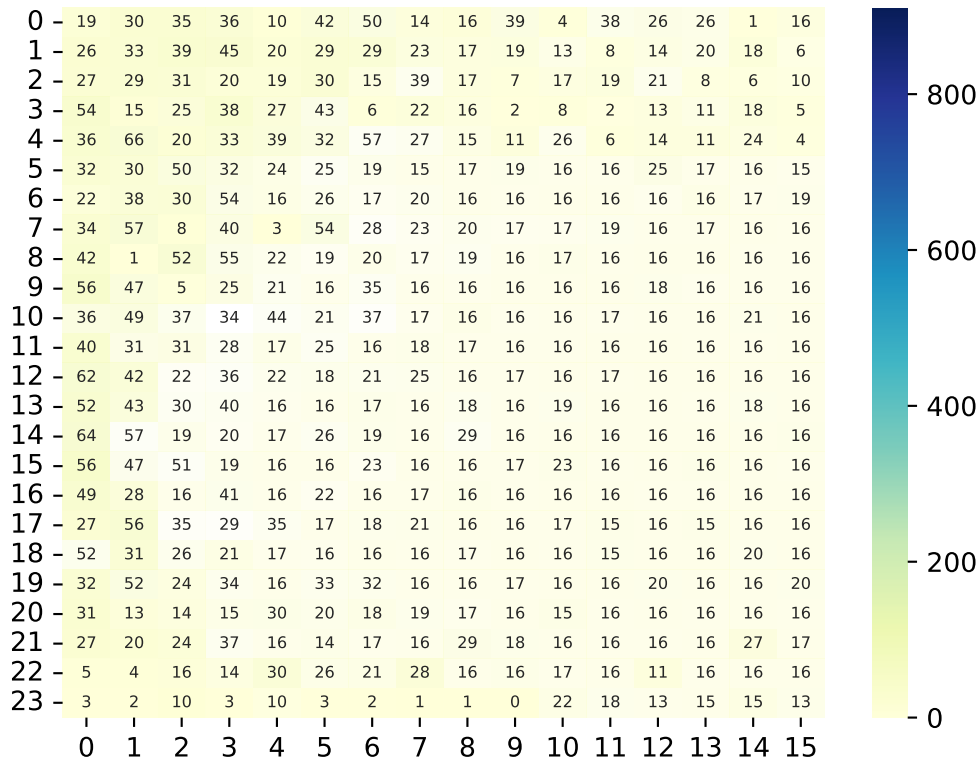 0 19 30 35 36 10 42 50 14 16 39 4 38 26 26 1 16
1 26 33 39 45 20 29 29 23 17 19 13 8 14 20 18 6
2 27 29 31 20 19 30 15 39 17 7 17 19 21 8 6 10
3 54 15 25 38 27 43 6 22 16 2 8 2 13 11 18 5
4 36 66 20 33 39 32 57 27 15 11 26 6 14 11 24 4
5 32 30 50 32 24 25 19 15 17 19 16 16 25 17 16 15
6 22 38 30 54 16 26 17 20 16 16 16 16 16 16 17 19
7 34 57 8 40 3 54 28 23 20 17 17 19 16 17 16 16
8 42 1 52 55 22 19 20 17 19 16 17 16 16 16 16 16
9 56 47 5 25 21 16 35 16 16 16 16 16 18 16 16 16
10 36 49 37 34 44 21 37 17 16 16 16 17 16 16 21 16
11 40 31 31 28 17 25 16 18 17 16 16 16 16 16 16 16
12 62 42 22 36 22 18 21 25 16 17 16 17 16 16 16 16
13 52 43 30 40 16 16 17 16 18 16 19 16 16 16 18 16
14 64 57 19 20 17 26 19 16 29 16 16 16 16 16 16 16
15 56 47 51 19 16 16 23 16 16 17 23 16 16 16 16 16
16 49 28 16 41 16 22 16 17 16 16 16 16 16 16 16 16
17 27 56 35 29 35 17 18 21 16 16 17 15 16 15 16 16
18 52 31 26 21 17 16 16 16 17 16 16 15 16 16 20 16
19 32 52 24 34 16 33 32 16 16 17 16 16 20 16 16 20
20 31 13 14 15 30 20 18 19 17 16 15 16 16 16 16 16
21 27 20 24 37 16 14 17 16 29 18 16 16 16 16 27 17
22 5 4 16 14 30 26 21 28 16 16 17 16 11 16 16 16
23 3 2 10 3 10 3 2 1 1 0 22 18 13 15 15 13
0 1 2 3 4 5 6 7 8 9 10 11 12 13 14 15
800
600
400
200
0